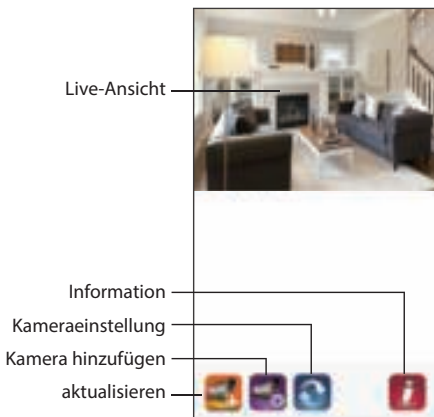 Live-Ansicht
Information
Kameraeinstellung
Kamera hinzufügen
aktualisieren